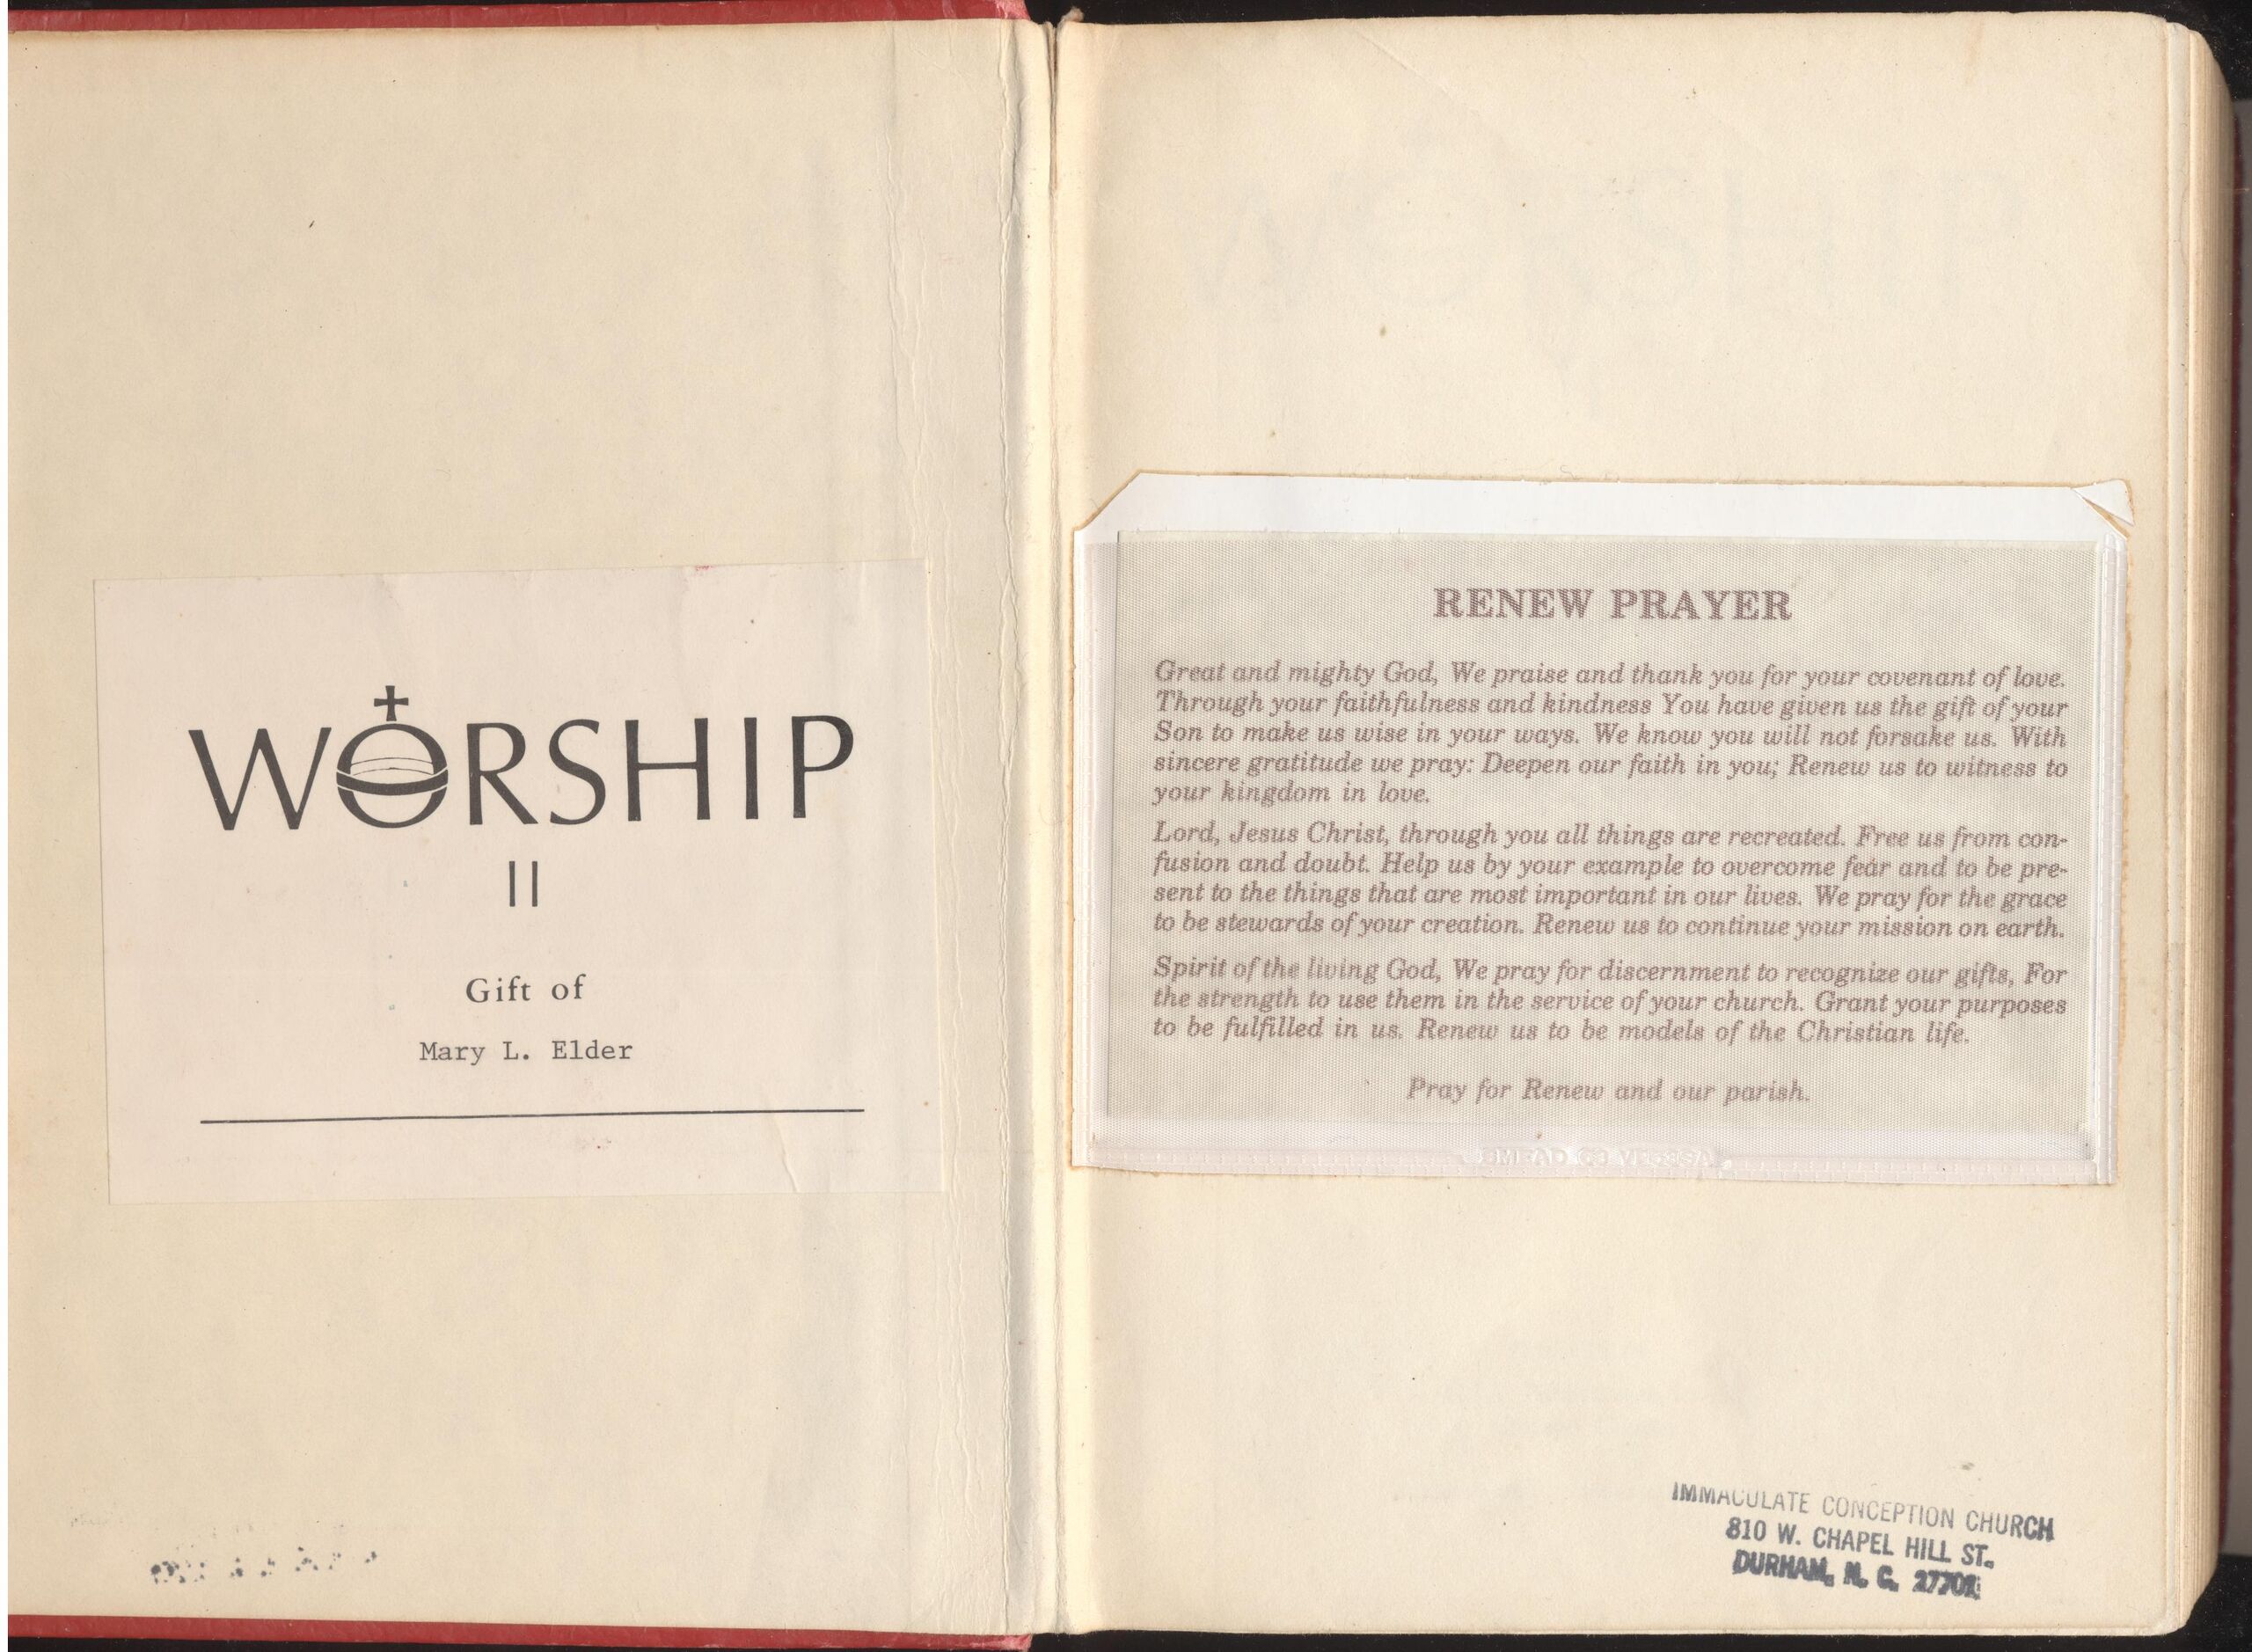 WORSHIP
II
Gift of
Mary L. Elder
RENEW PRAYER
Great and mighty God, We praise and thank you for your covenant of love.
Through your faithfulness and kindness You have given us the gift of your
Son to make us wise in your ways. We know you will not forsake us. With
sincere gratitude we pray: Deepen our faith in you; Renew us to witness to
your kingdom in love.
Lord, Jesus Christ, through you all things are recreated. Free us from con-
fusion and doubt. Help us by your example to overcome fear and to be pre-
sent to the things that are most important in our lives. We pray for the grace
to be stewards of your creation. Renew us to continue your mission on earth.
Spirit of the living God, We pray for discernment to recognize our gifts, For
the strength to use them in the service of your church. Grant your purposes
to be fulfilled in us. Renew us to be models of the Christian life.
Pray for Renew and our parish.
IMMACULATE CONCEPTION CHURCH
810 W. CHAPEL HILL ST.
DURHAM, N. C.